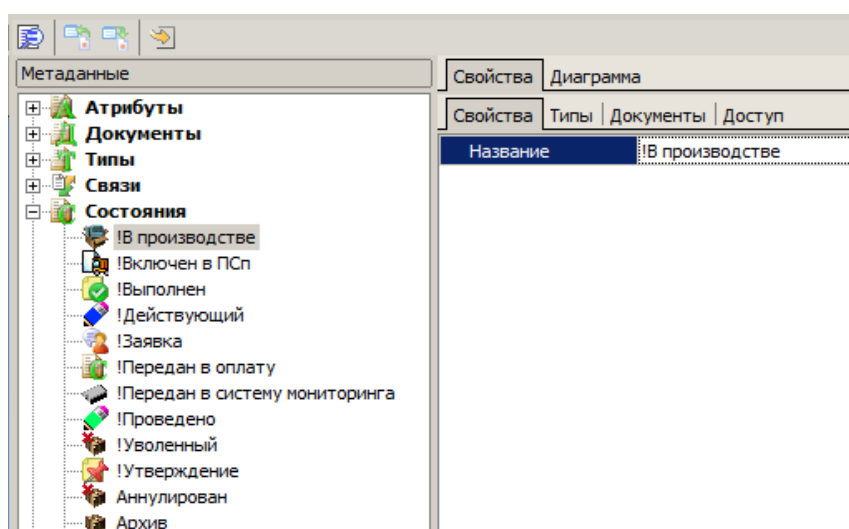 Метаданные
Атрибуты
Документы
Типы
Связи
Состояния
!В производстве
!Включен в ПСп
!Выполнен
!Действующий
!Заявка
!Передан в оплату
!Передан в систему мониторинга
!Проведено
!Уволенный
!Утверждение
Аннулирован
Архив
Свойства Диаграмма
Свойства Типы Документы Доступ
Название !В производстве